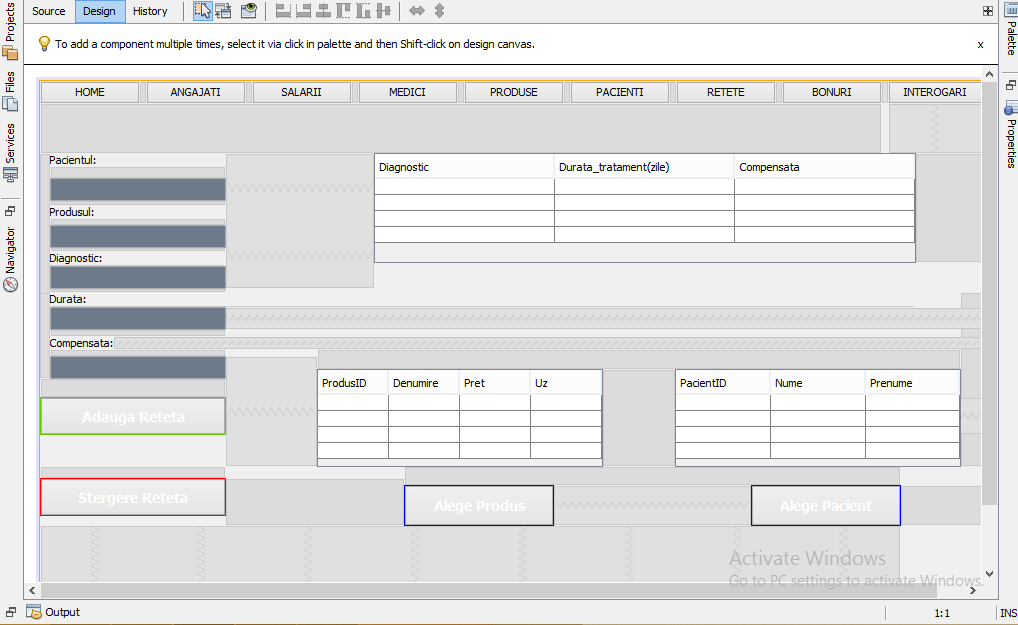 Source Design History
To add a component multiple times, select it via click in palette and then Shift-click on design canvas. x
Projects
Files
Services
Navigator
HOME ANGAJATI SALARII MEDICI PRODUSE PACIENTI RETETE BONURI INTEROGARI
Pacientul:
Produsul:
Diagnostic:
Durata:
Compensata:
Diagnostic Durata_tratament(zile) Compensata
ProdusID Denumire Pret Uz
PacientID Nume Prenume
Adauga Reteta
Stergere Reteta
Alege Produs
Alege Pacient
Activate Windows
Go to PC settings to activate Windows.
Palette
Properties
Output
1:1 INS